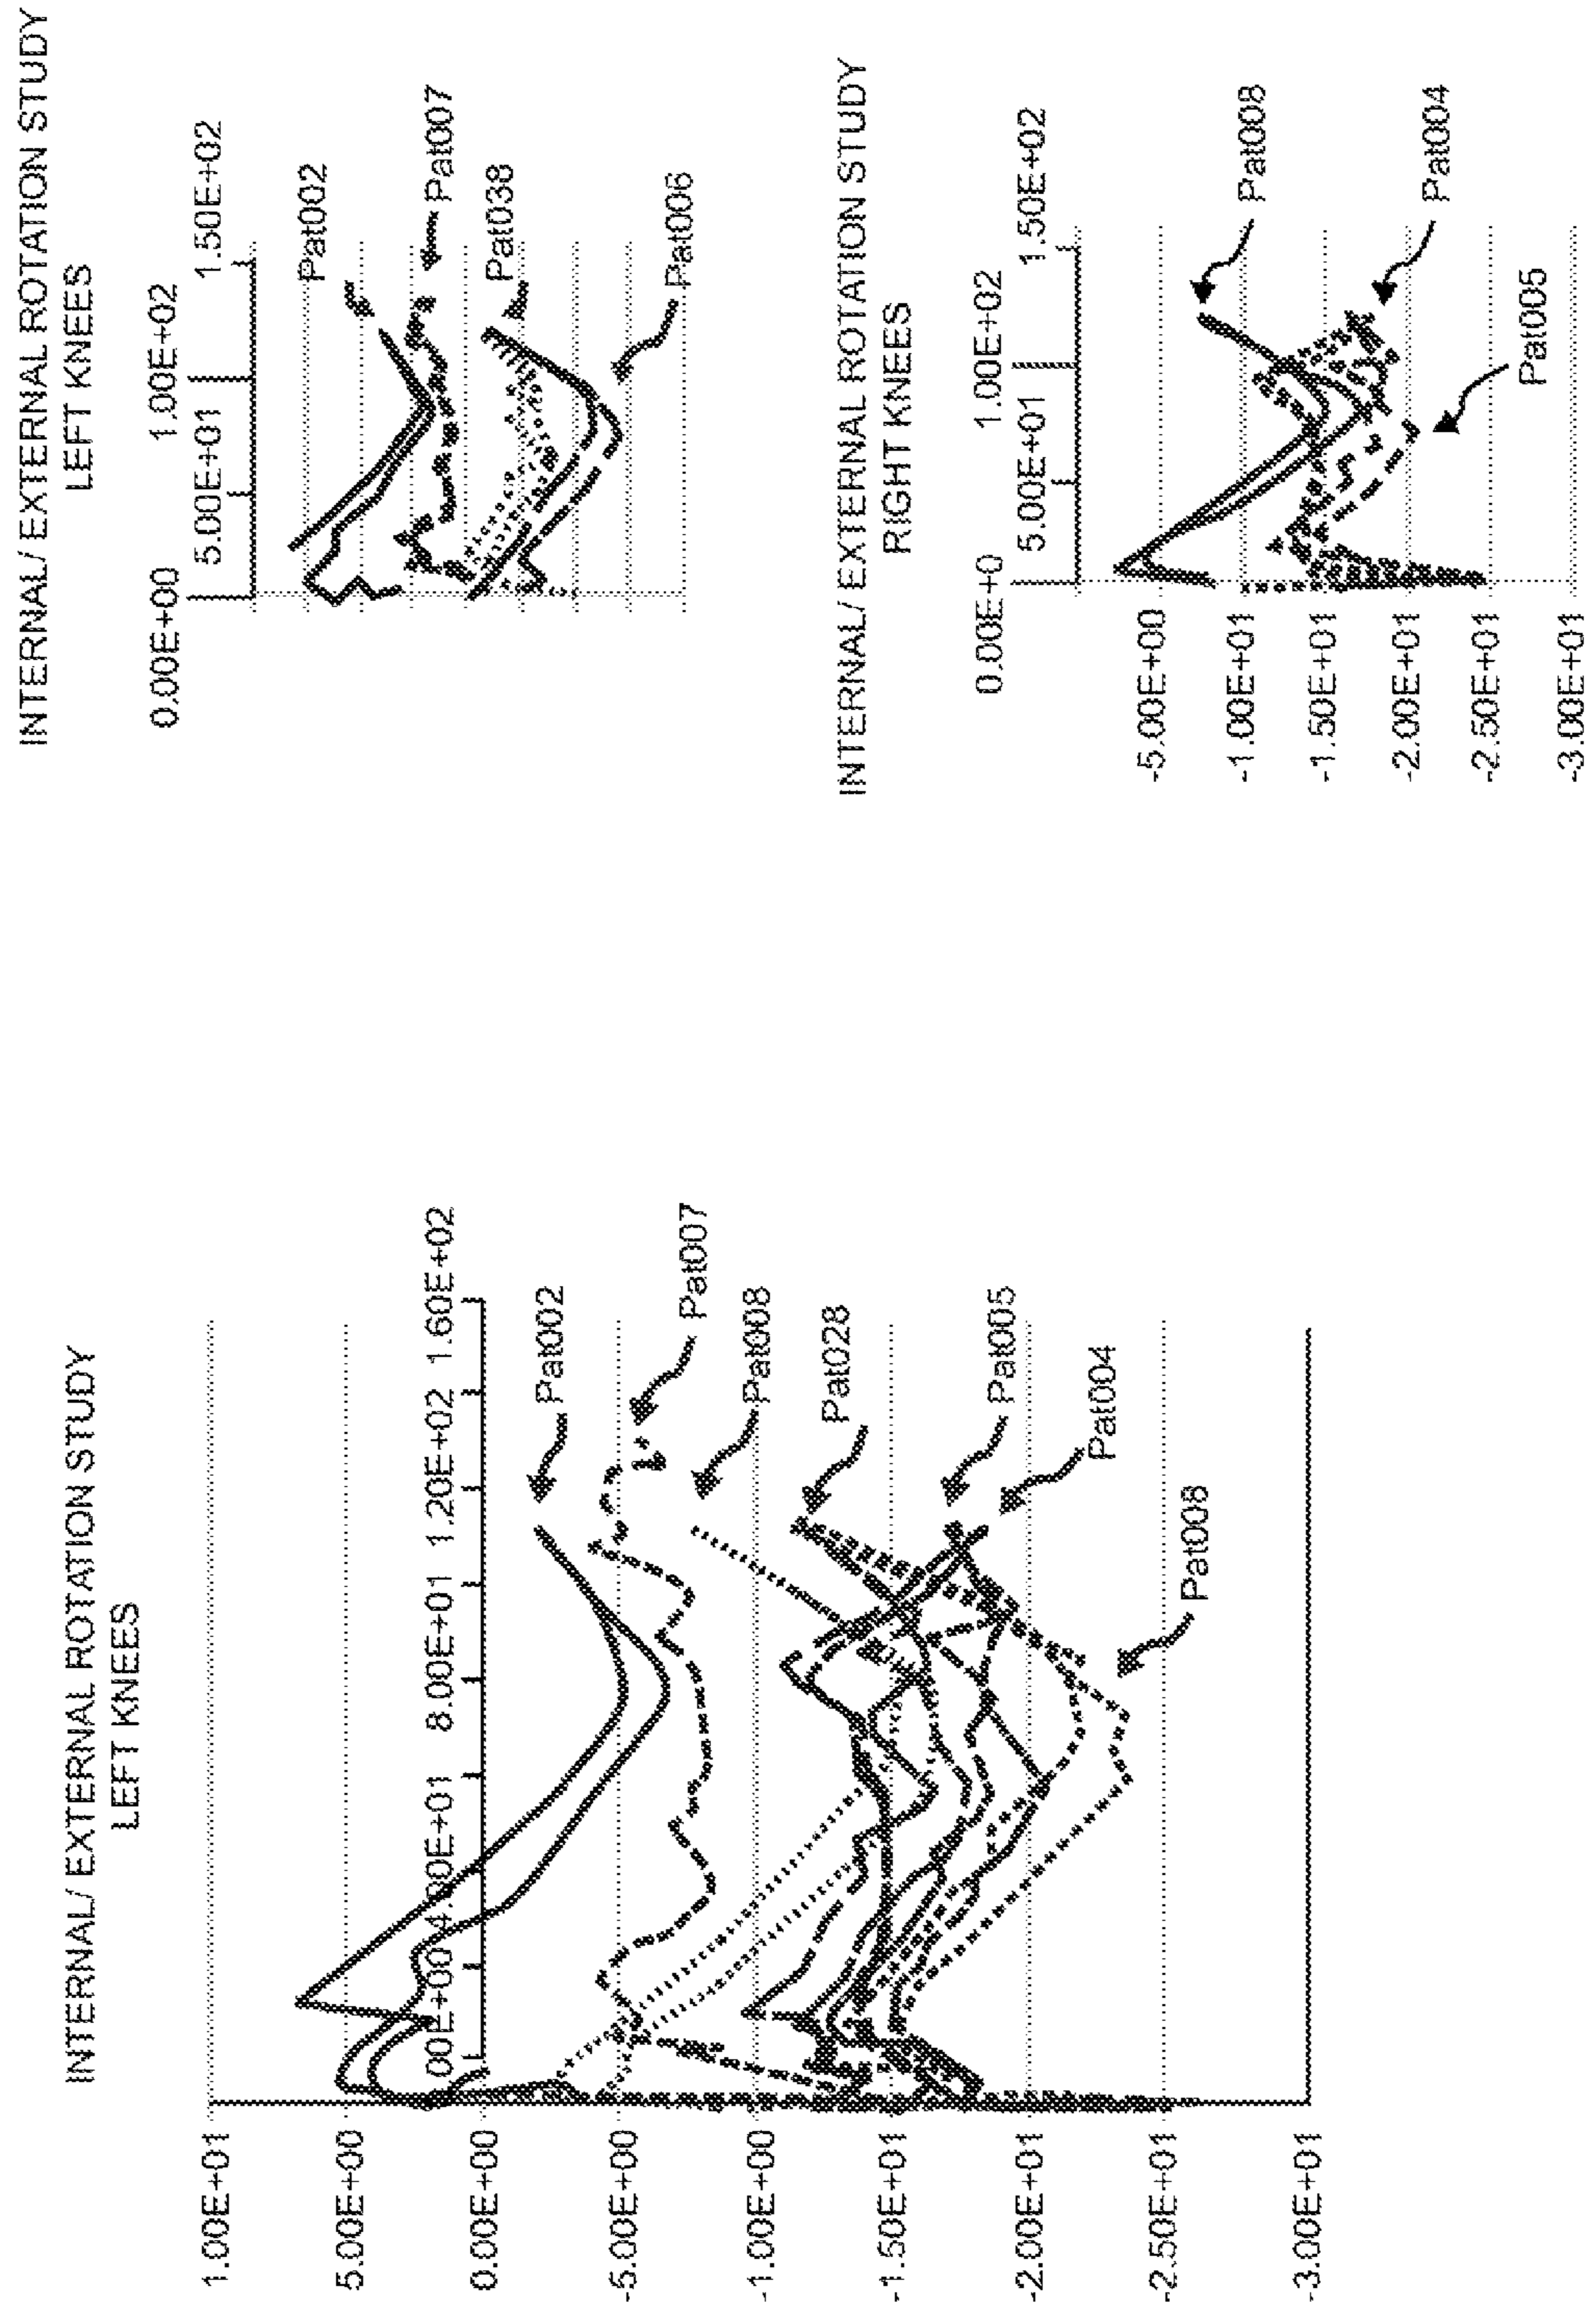 INTERNAL/ EXTERNAL ROTATION STUDY
LEFT KNEES
1.00E+01
5.00E+00
0.00E+00
-5.00E+00
-1.00E+00
-1.50E+01
-2.00E+01
-2.50E+01
-3.00E+01
00E+00
4.00E+01
8.00E+01
1.20E+02
1.60E+02
Pat002
Pat007
Pat008
Pat028
Pat005
Pat004
Pat008
INTERNAL/ EXTERNAL ROTATION STUDY
LEFT KNEES
0.00E+00
5.00E+01
1.00E+02
1.50E+02
Pat002
Pat007
Pat038
Pat006
INTERNAL/ EXTERNAL ROTATION STUDY
RIGHT KNEES
0.00E+0
5.00E+01
1.00E+02
1.50E+02
-5.00E+00
-1.00E+01
-1.50E+01
-2.00E+01
-2.50E+01
-3.00E+01
Pat008
Pat004
Pat005